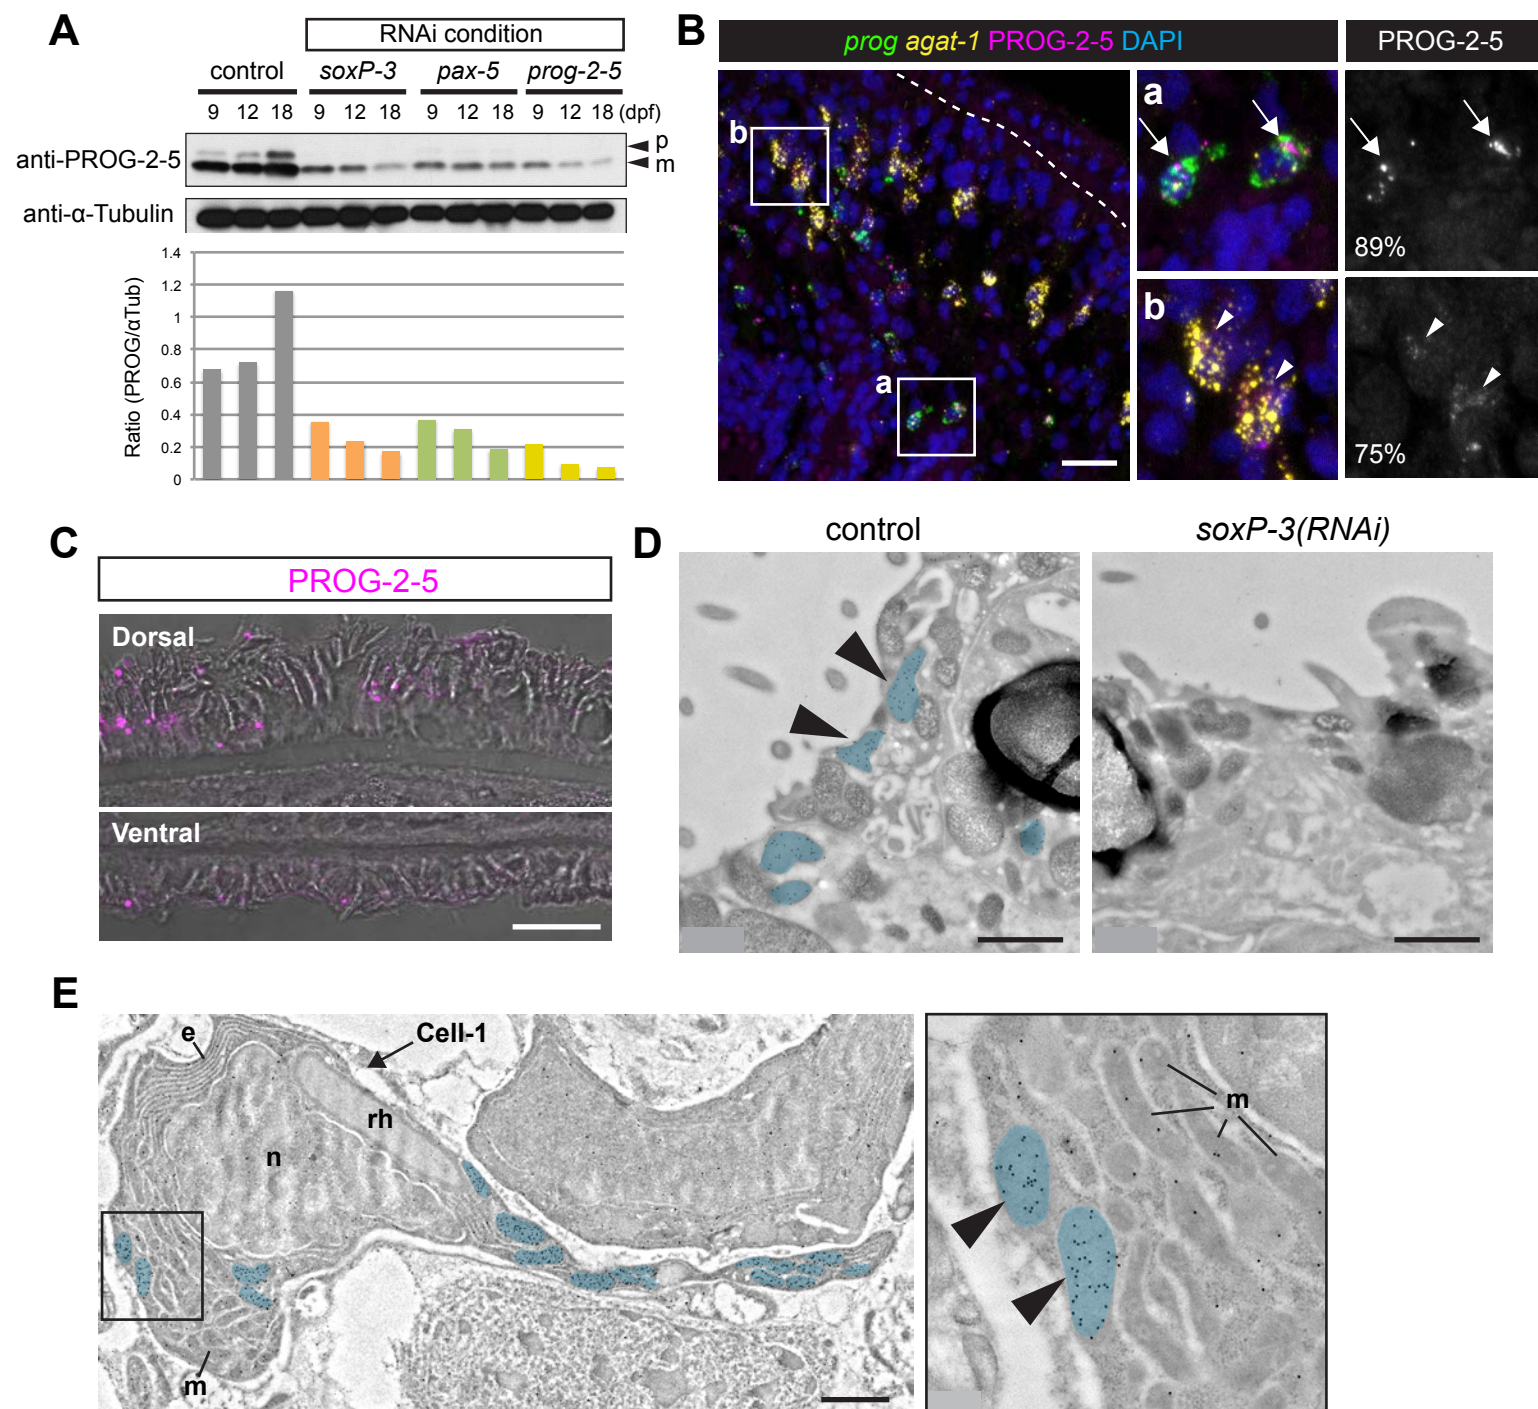 A
RNAi condition
control soxP-3 pax-5 prog-2-5
9 12 18 9 12 18 9 12 18 9 12 18 (dpf)
anti-PROG-2-5
p
m
anti-α-Tubulin
Ratio (PROG/αTub)
1.4
1.2
1
0.8
0.6
0.4
0.2
0
B
prog agat-1 PROG-2-5 DAPI
PROG-2-5
b
a
a
89%
b
75%
C
PROG-2-5
Dorsal
Ventral
D
control
soxP-3(RNAi)
E
e
Cell-1
rh
n
m
m